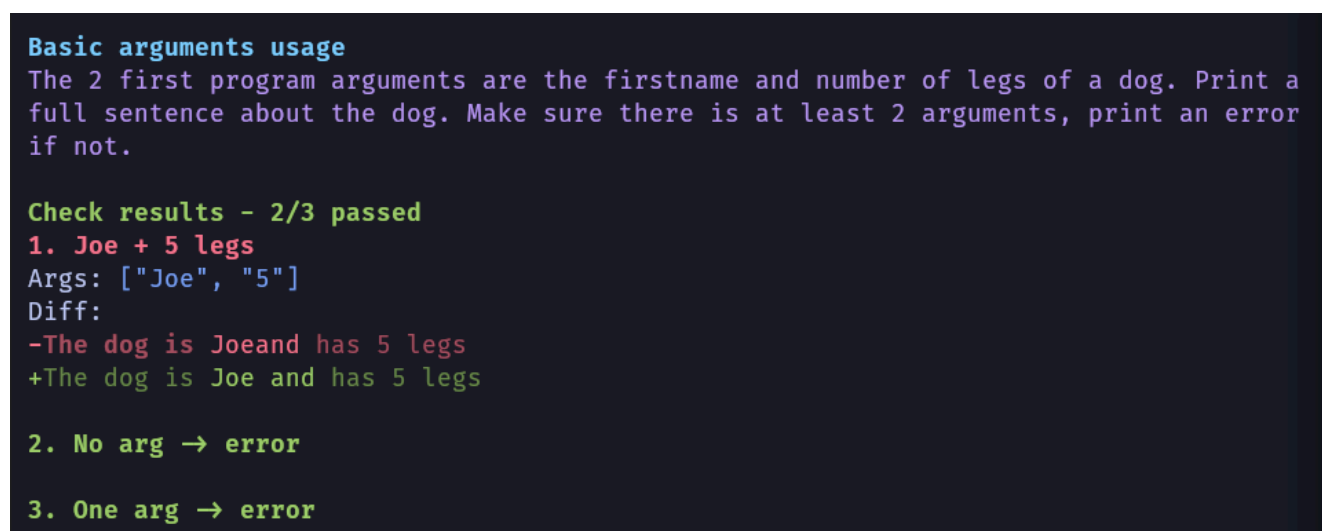 Basic arguments usage
The 2 first program arguments are the firstname and number of legs of a dog. Print a
full sentence about the dog. Make sure there is at least 2 arguments, print an error
if not.
Check results - 2/3 passed
1. Joe + 5 legs
Args: ["Joe", "5"]
Diff:
-The dog is Joeand has 5 legs
+The dog is Joe and has 5 legs
2. No arg → error
3. One arg → error